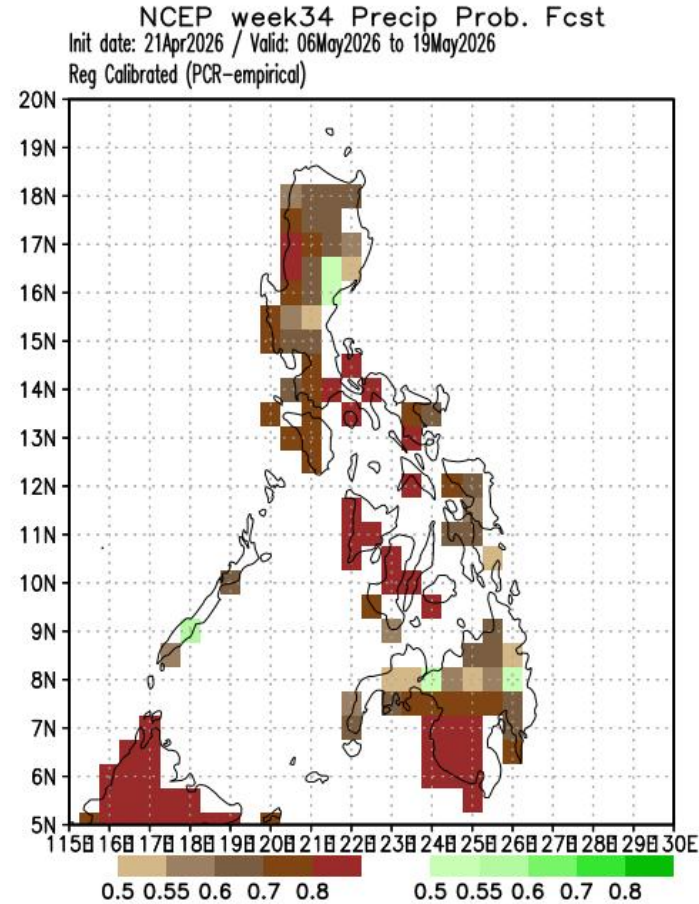 NCEP week34 Precip Prob. Fcst
Init date: 21Apr2026 / Valid: 06May2026 to 19May2026
Reg Calibrated (PCR-empirical)
20N
19N
18N
17N
16N
15N
14N
13N
12N
11N
10N
9N
8N
7N
6N
5N
115E 116E 117E 118E 119E 120E 121E 122E 123E 124E 125E 126E 127E 128E 129E 130E
0.5 0.55 0.6 0.7 0.8 0.5 0.55 0.6 0.7 0.8